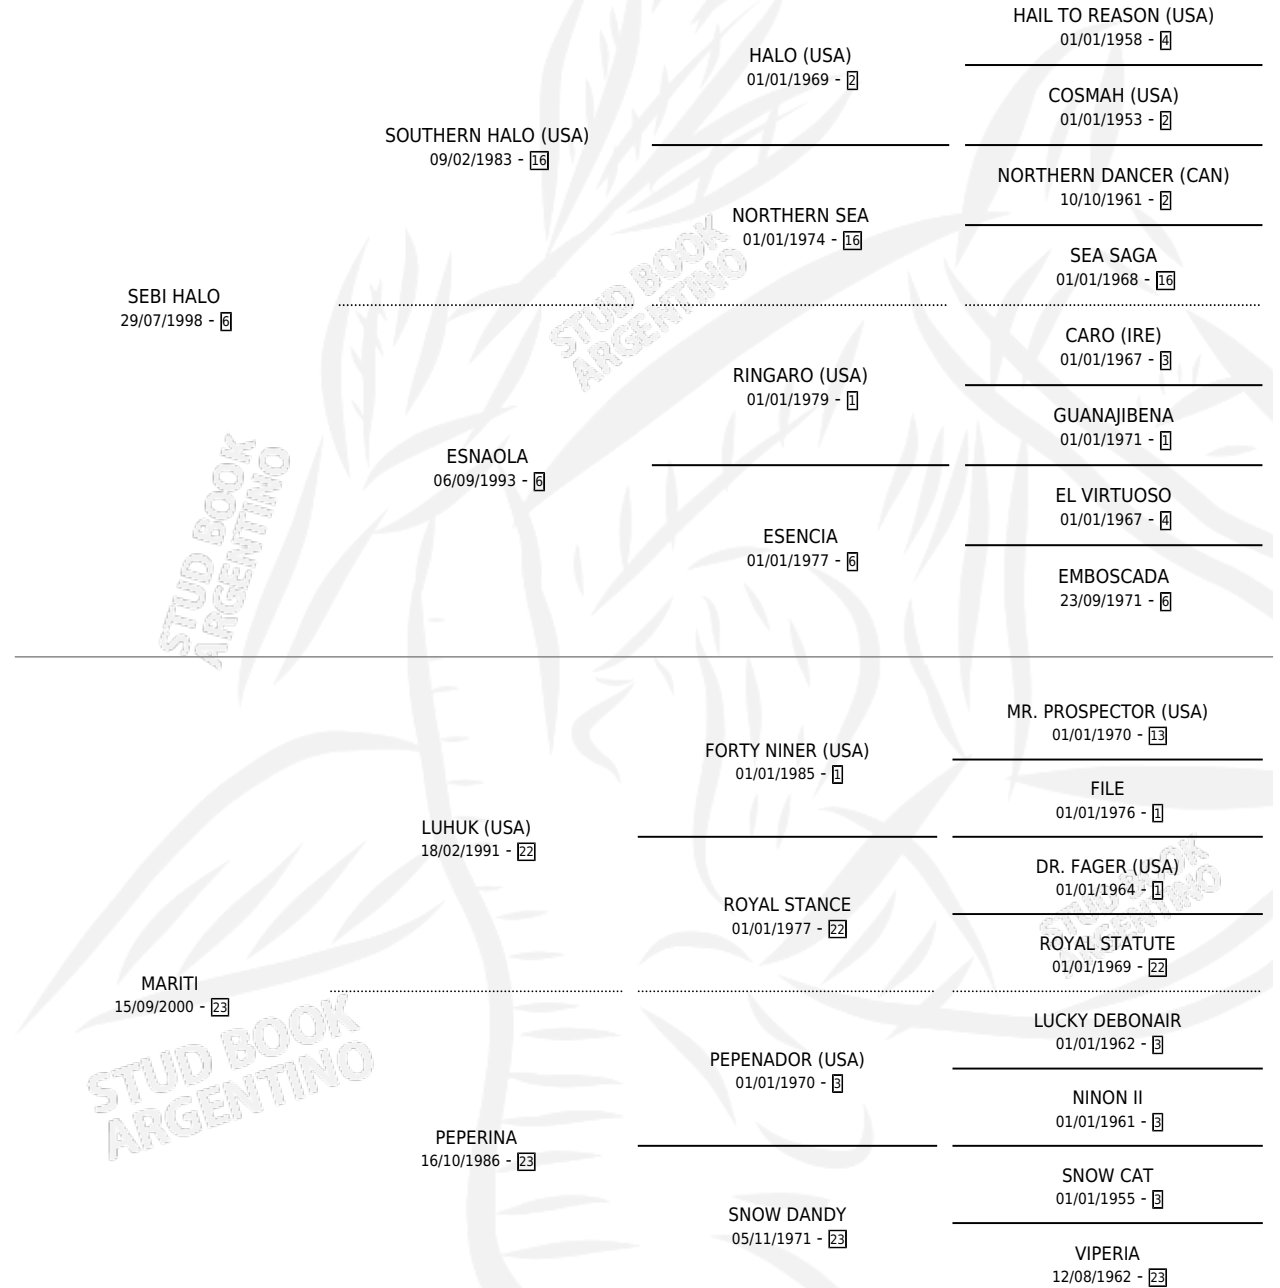 HAIL TO REASON (USA)
01/01/1958 - 4
HALO (USA)
01/01/1969 - 2
COSMAH (USA)
01/01/1953 - 2
SOUTHERN HALO (USA)
09/02/1983 - 16
NORTHERN DANCER (CAN)
10/10/1961 - 2
NORTHERN SEA
01/01/1974 - 16
SEA SAGA
01/01/1968 - 16
SEBI HALO
29/07/1998 - 6
CARO (IRE)
01/01/1967 - 3
RINGARO (USA)
01/01/1979 - 1
GUANAJIBENA
01/01/1971 - 1
ESNAOLA
06/09/1993 - 6
EL VIRTUOSO
01/01/1967 - 4
ESENCIA
01/01/1977 - 6
EMBOSCADA
23/09/1971 - 6
STUD BOOK
ARGENTINO
STUD BOOK
ARGENTINO
MR. PROSPECTOR (USA)
01/01/1970 - 13
FORTY NINER (USA)
01/01/1985 - 1
FILE
01/01/1976 - 1
LUHUK (USA)
18/02/1991 - 22
DR. FAGER (USA)
01/01/1964 - 1
ROYAL STANCE
01/01/1977 - 22
ROYAL STATUTE
01/01/1969 - 22
STUD BOOK
ARGENTINO
MARITI
15/09/2000 - 23
LUCKY DEBONAIR
01/01/1962 - 3
PEPENADOR (USA)
01/01/1970 - 3
NINON II
01/01/1961 - 3
STUD BOOK
ARGENTINO
PEPERINA
16/10/1986 - 23
SNOW CAT
01/01/1955 - 3
SNOW DANDY
05/11/1971 - 23
VIPERIA
12/08/1962 - 23